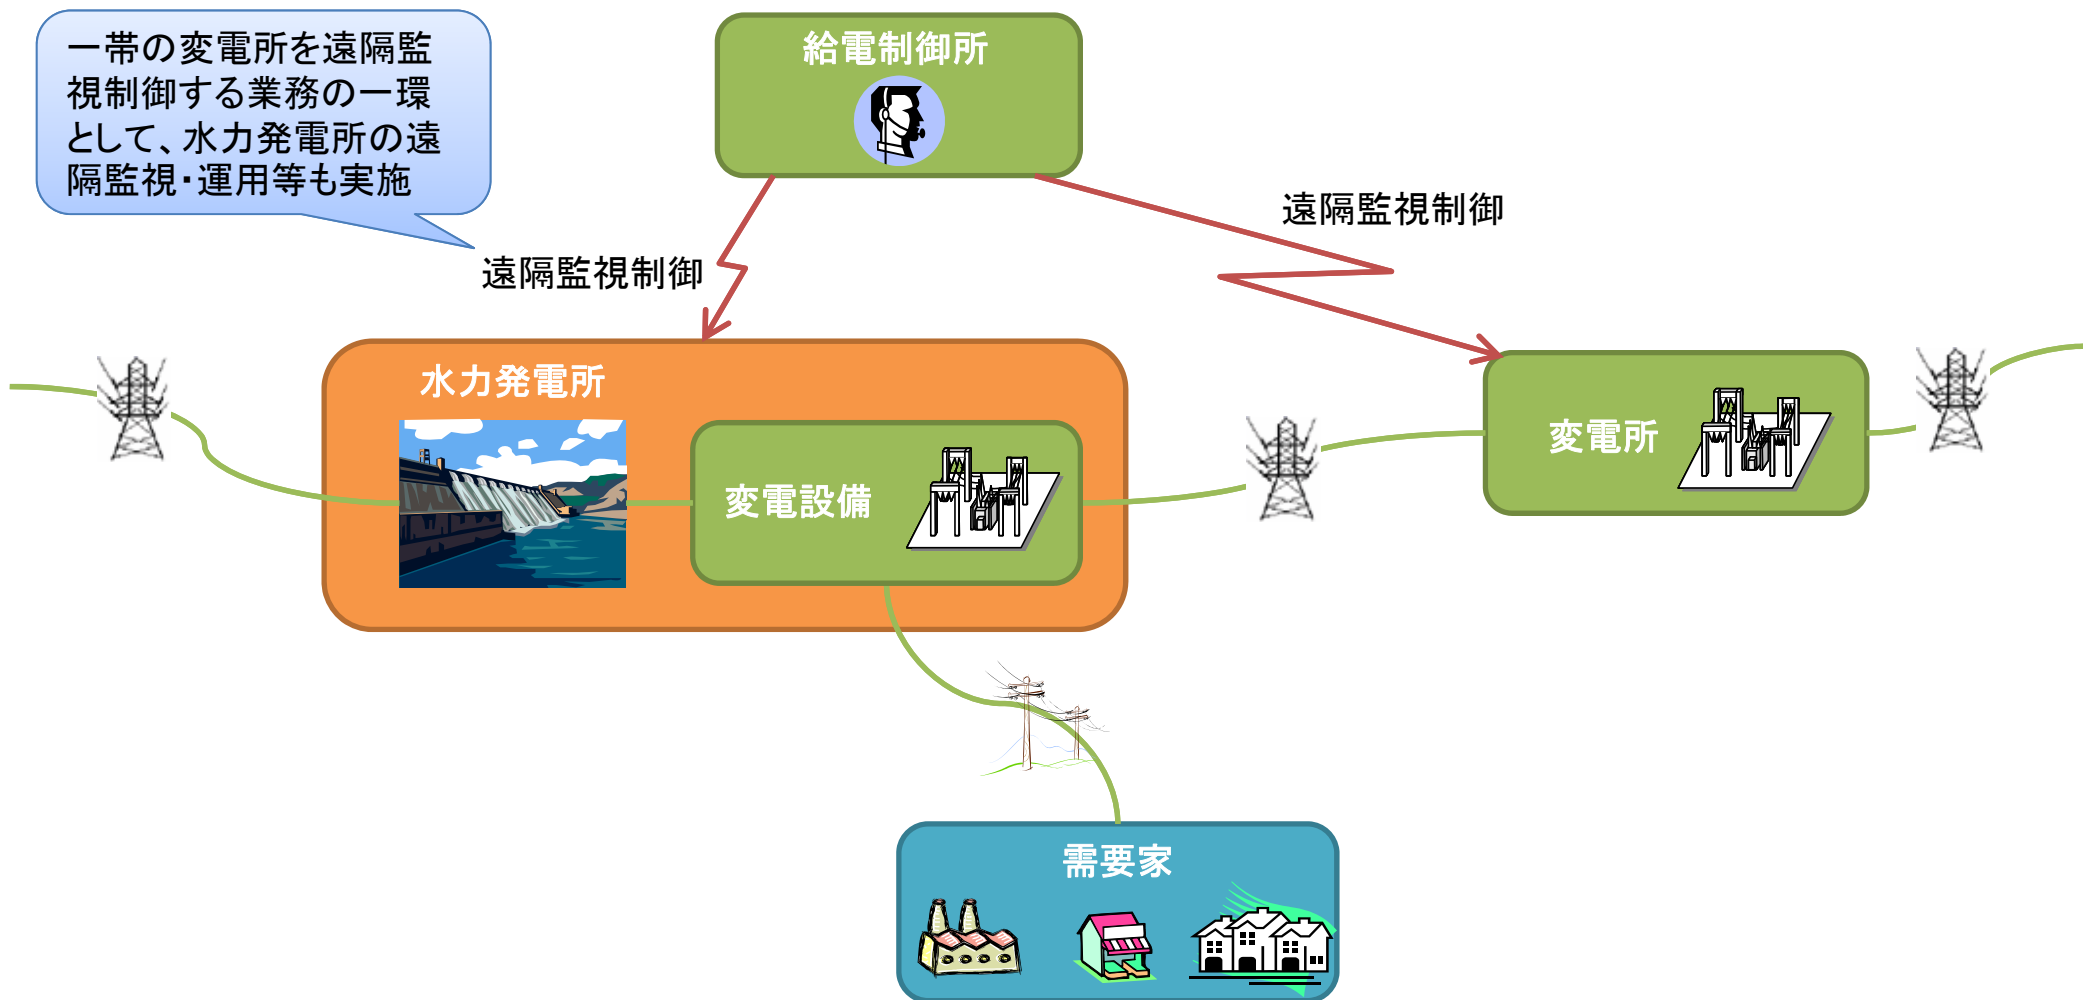 一帯の変電所を遠隔監
視制御する業務の一環
として、水力発電所の遠
隔監視・運用等も実施
給電制御所
遠隔監視制御
遠隔監視制御
水力発電所
変電設備
変電所
需要家